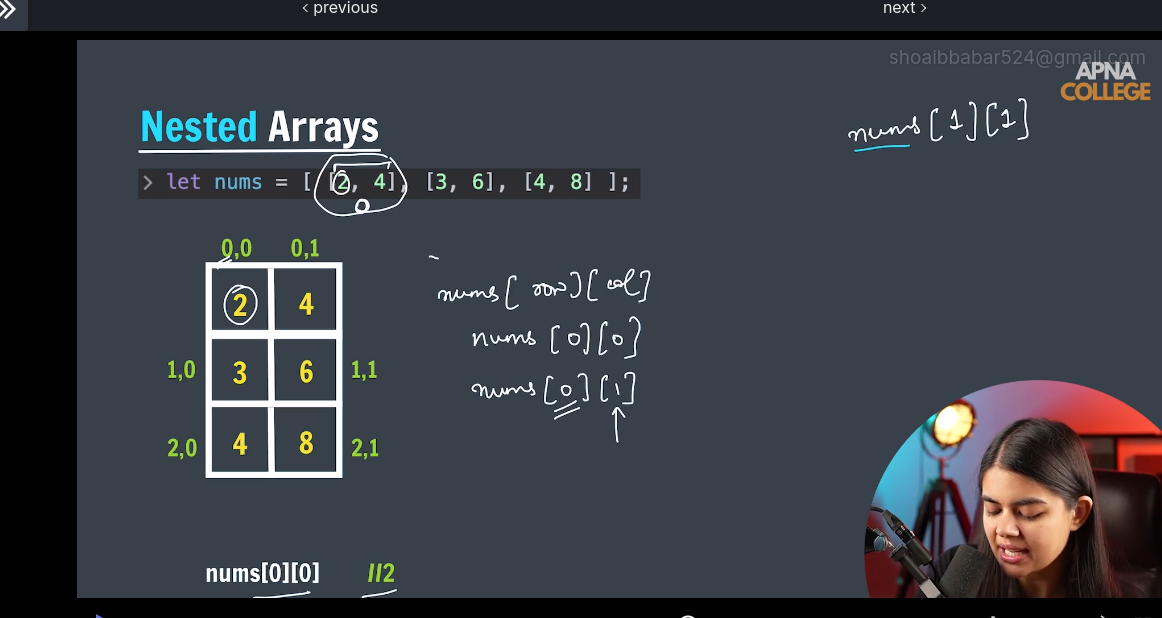 < previous
next >
shoaibbabar524@gmail.com
APNA
COLLEGE
Nested Arrays
nums[1][1]
> let nums = [ [2, 4], [3, 6], [4, 8] ];
0
0,0 0,1
2 4
nums[row][col]
nums[0][0]
1,0 3 6 1,1
nums[0][1]
2,0 4 8 2,1
nums[0][0] //2